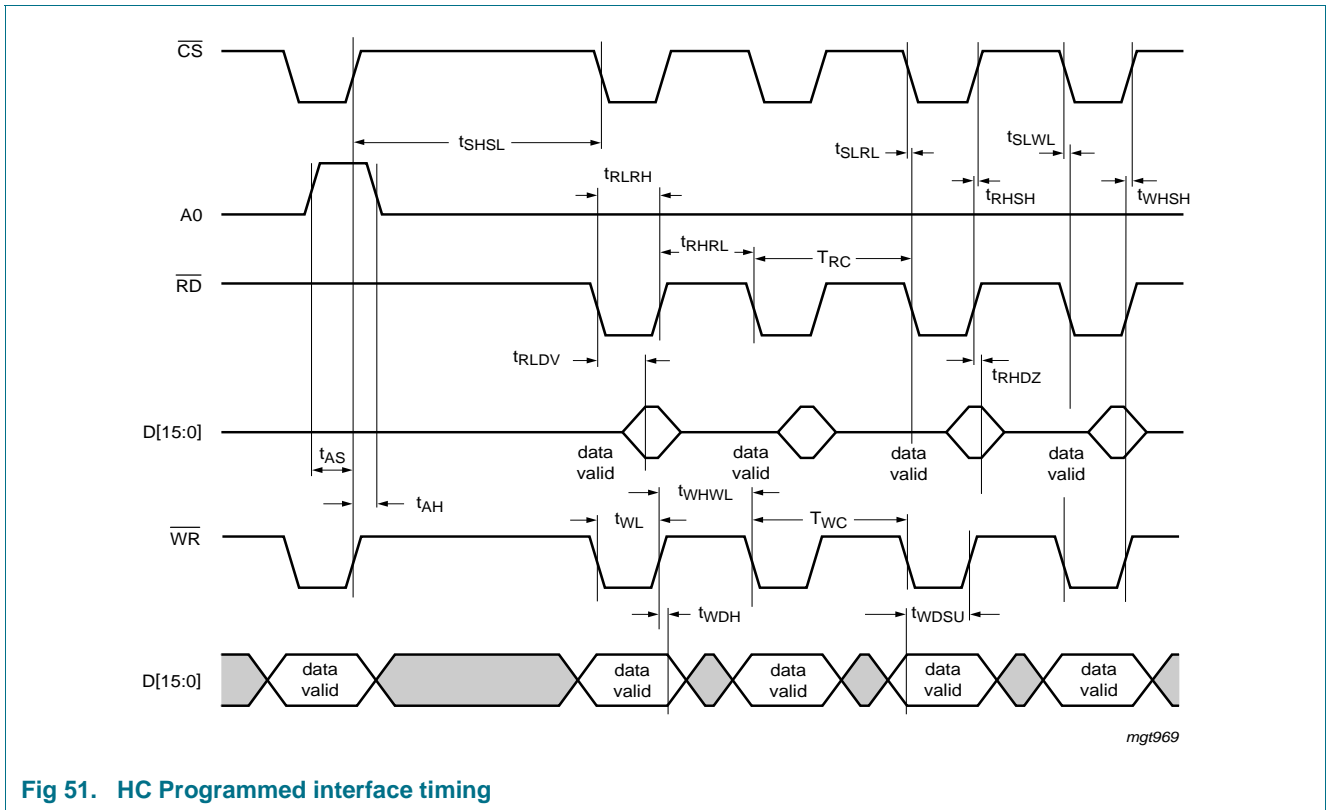 CS
tSHSL
tSLRL
tSLWL
tRLRH
tRHSH
tWHSH
A0
tRHRL
TRC
RD
tRLDV
tRHDZ
D[15:0]
data
valid
data
valid
data
valid
data
valid
tAS
tAH
tWHWL
tWL
TWC
WR
tWDH
tWDSU
D[15:0]
data
valid
data
valid
data
valid
data
valid
data
valid
mgt969
Fig 51. HC Programmed interface timing